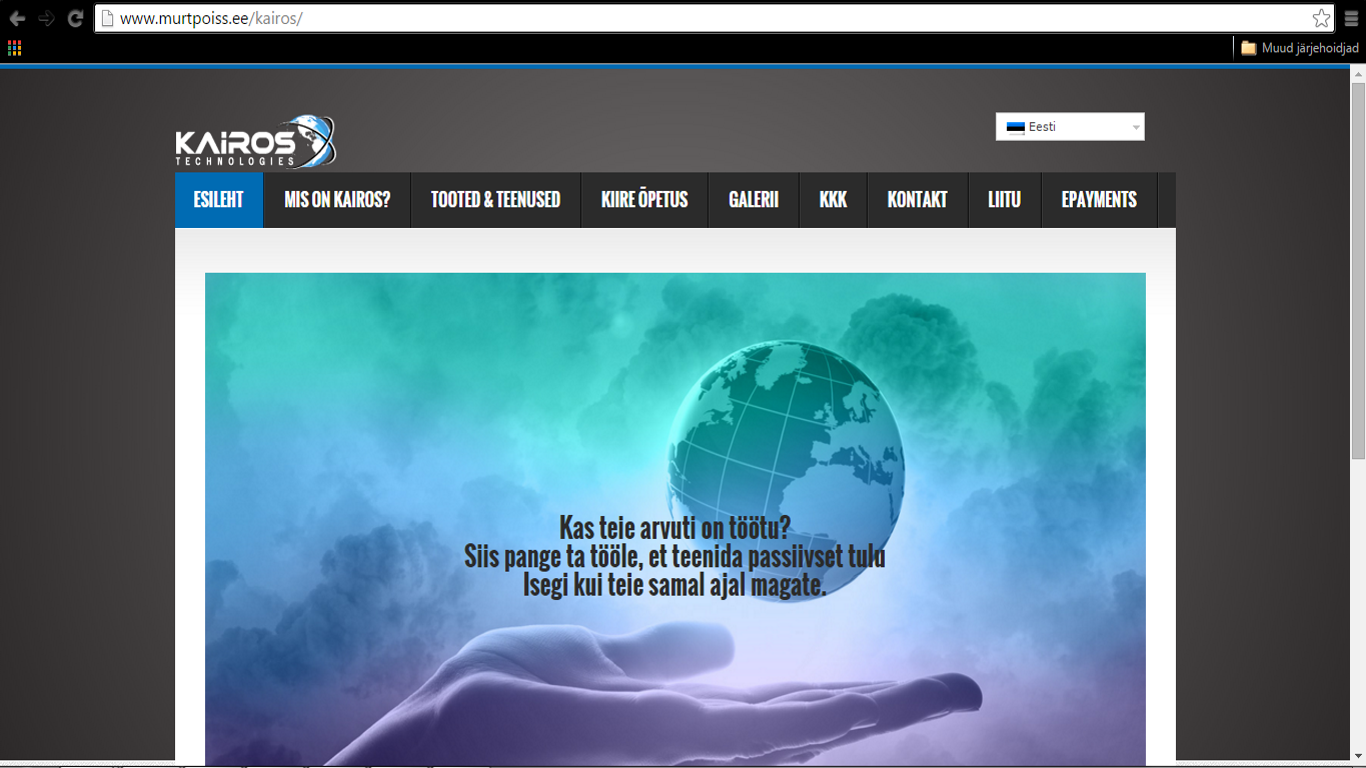 www.murtpoiss.ee/kairos/
Muud järjehoidjad
KAiROS
TECHNOLOGIES
Eesti
ESILEHT MIS ON KAIROS? TOOTED & TEENUSED KIIRE ÕPETUS GALERII KKK KONTAKT LIITU EPAYMENTS
Kas teie arvuti on töötu?
Siis pange ta tööle, et teenida passiivset tulu
Isegi kui teie samal ajal magate.